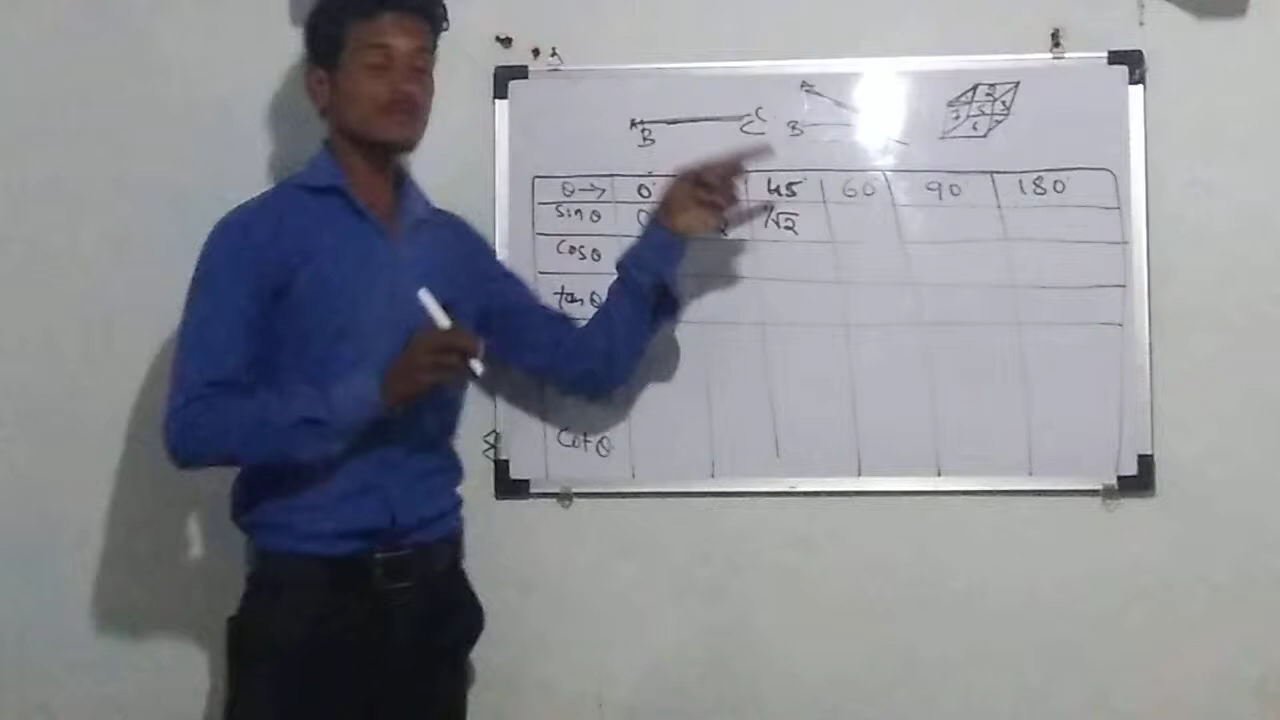 A B C C A B
θ → 0° 45° 60° 90° 180°
sin θ 0 1/√2
cos θ
tan θ
cot θ